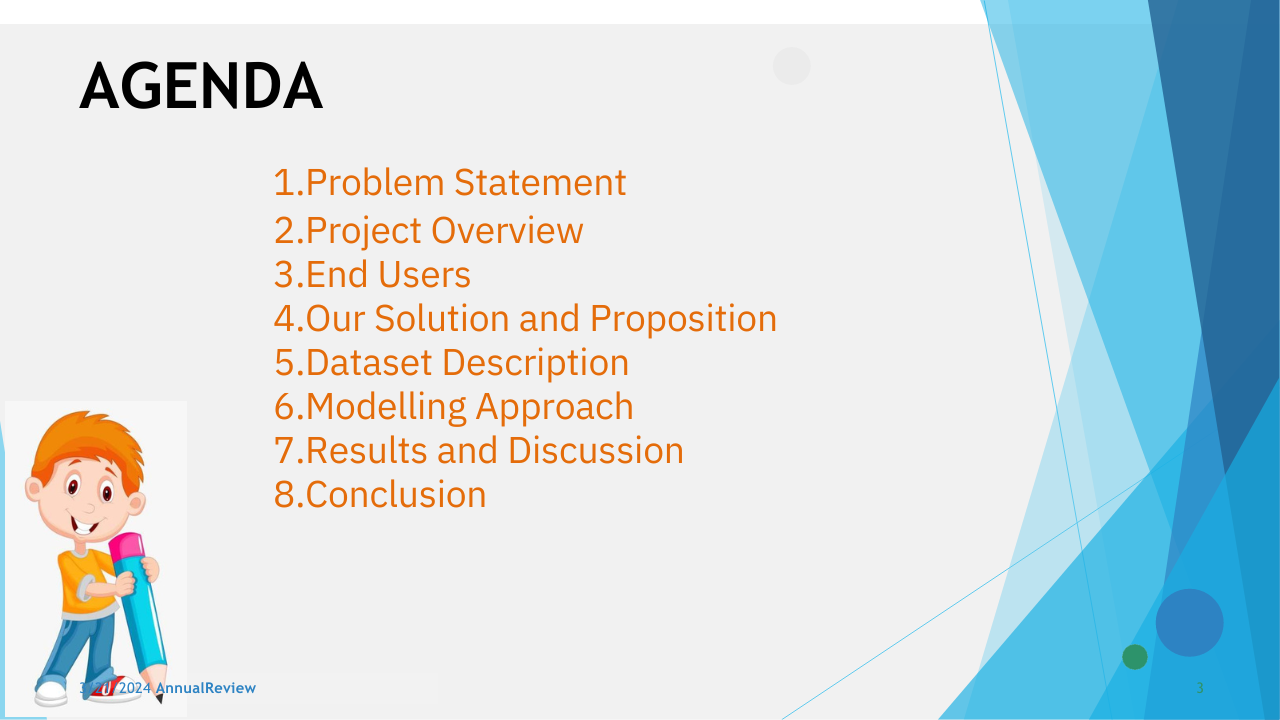 AGENDA
1.Problem Statement
2.Project Overview
3.End Users
4.Our Solution and Proposition
5.Dataset Description
6.Modelling Approach
7.Results and Discussion
8.Conclusion
2024 AnnualReview
3